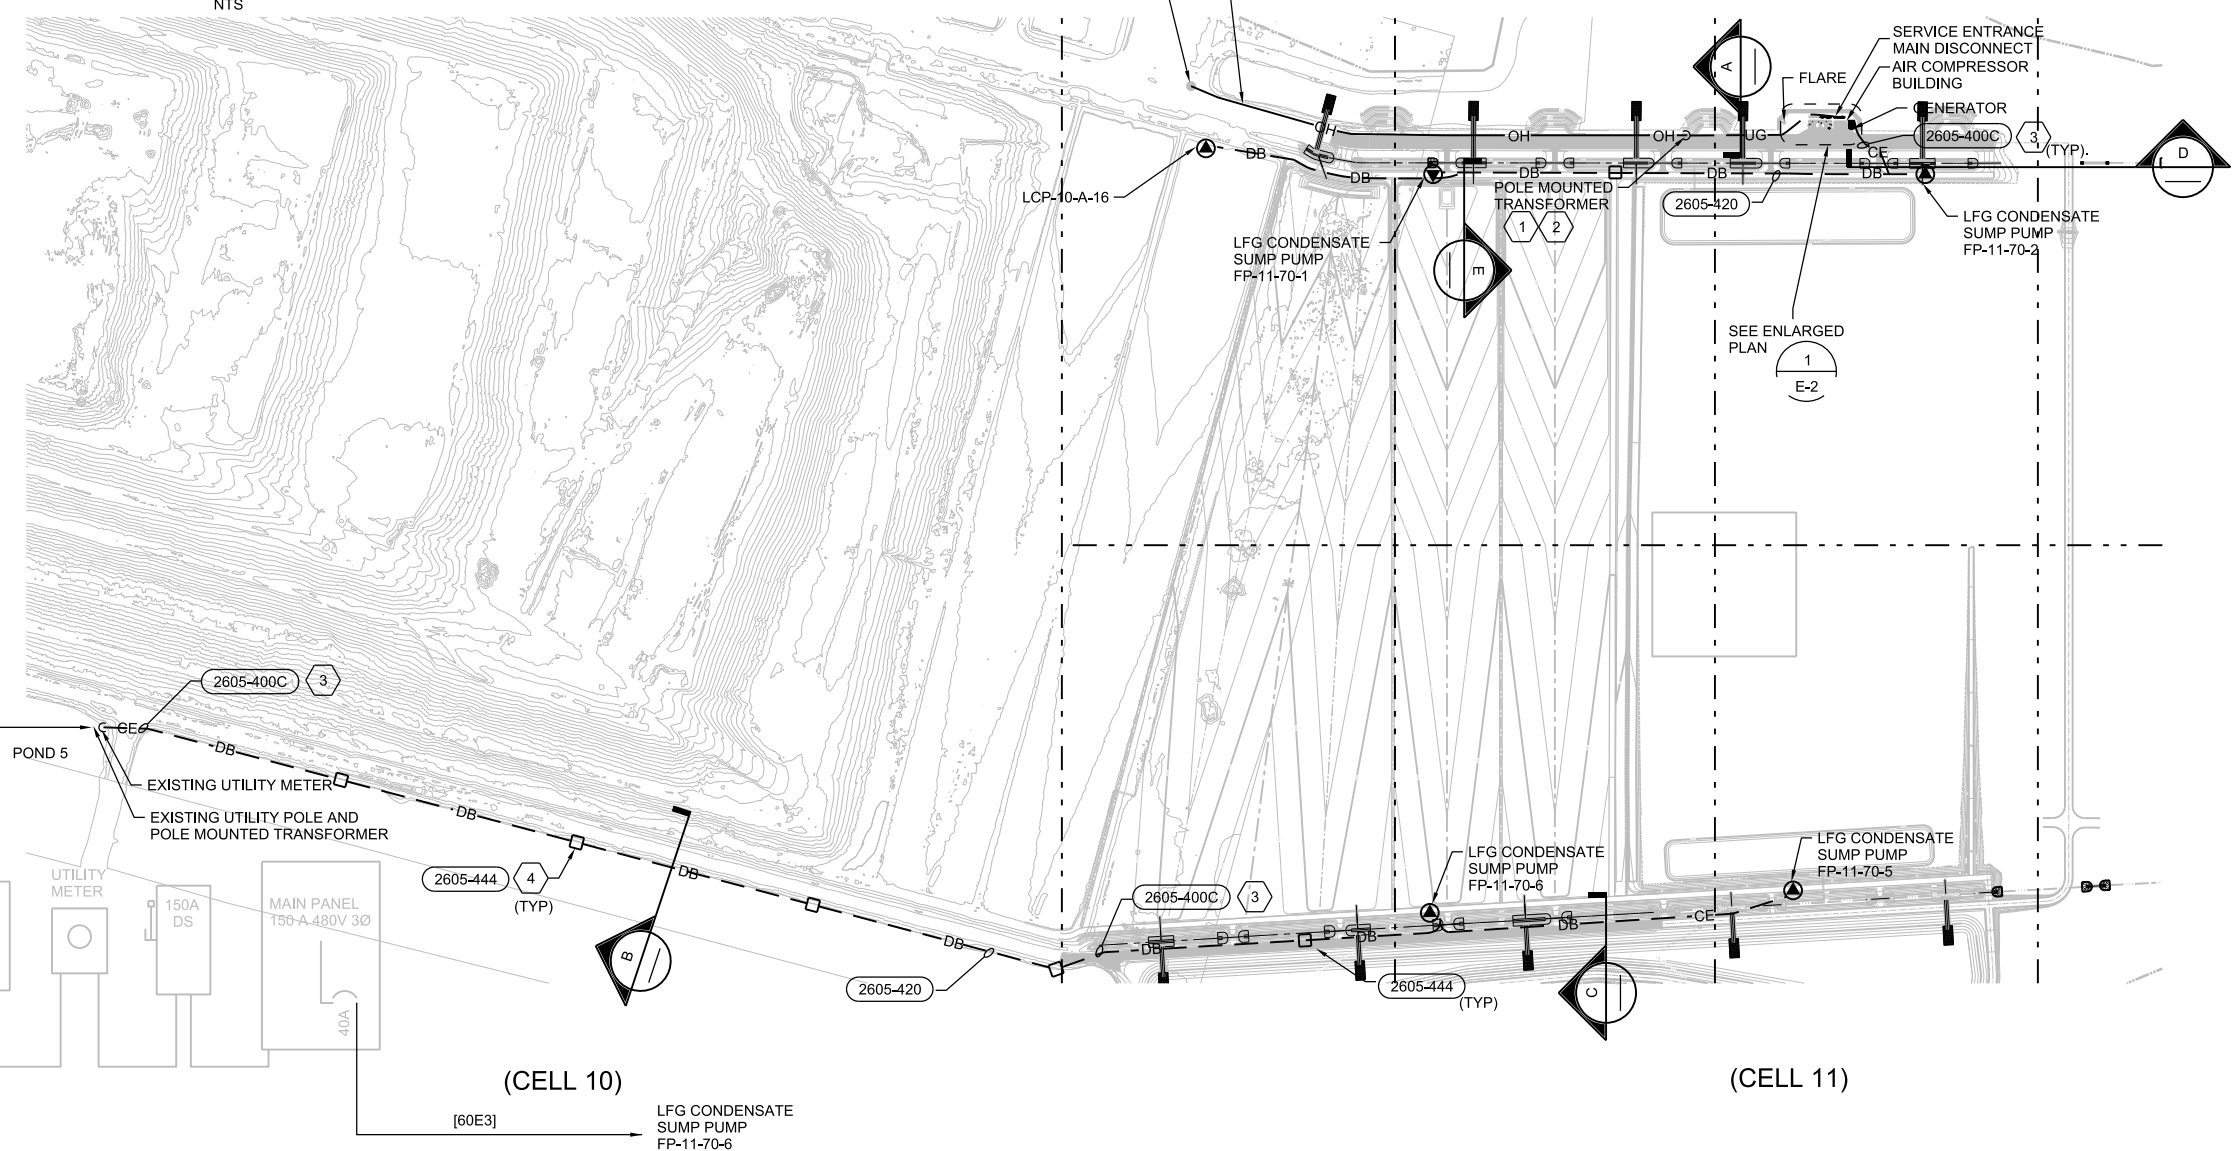 NTS
SERVICE ENTRANCE
MAIN DISCONNECT
AIR COMPRESSOR
BUILDING
FLARE
GENERATOR
A
OH
OH
OH
UG
2605-400C
3
(TYP).
CE
D
DB
DB
DB
DB
DB
LCP-10-A-16
POLE MOUNTED
TRANSFORMER
1
2
2605-420
LFG CONDENSATE
SUMP PUMP
FP-11-70-2
LFG CONDENSATE
SUMP PUMP
FP-11-70-1
E
SEE ENLARGED
PLAN
1
E-2
2605-400C
3
CE
POND 5
DB
EXISTING UTILITY METER
EXISTING UTILITY POLE AND
POLE MOUNTED TRANSFORMER
DB
2605-444
4
(TYP)
DB
B
DB
2605-420
2605-400C
3
LFG CONDENSATE
SUMP PUMP
FP-11-70-6
LFG CONDENSATE
SUMP PUMP
FP-11-70-5
CE
DB
DB
DB
2605-444
(TYP)
C
UTILITY
METER
150A
DS
MAIN PANEL
150 A 480V 3Ø
40A
(CELL 10)
(CELL 11)
[60E3]
LFG CONDENSATE
SUMP PUMP
FP-11-70-6